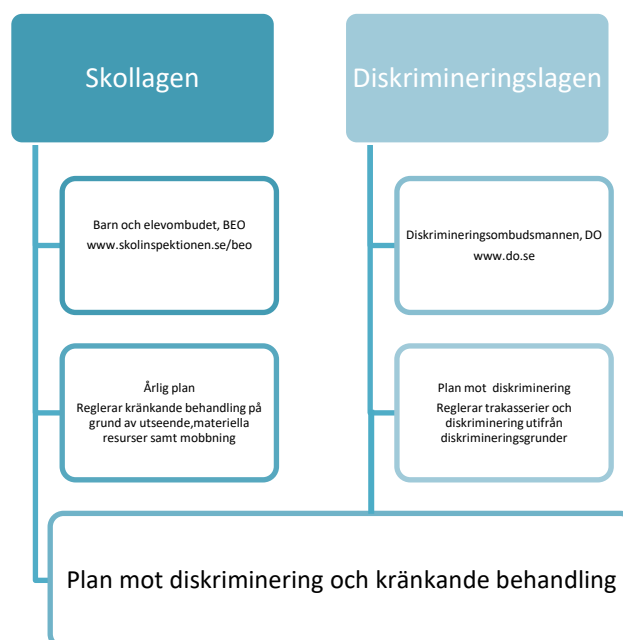 Skollagen
Diskrimineringslagen
Barn och elevombudet, BEO
www.skolinspektionen.se/beo
Diskrimineringsombudsmannen, DO
www.do.se
Årlig plan
Reglerar kränkande behandling på
grund av utseende,materiella
resurser samt mobbning
Plan mot diskriminering
Reglerar trakasserier och
diskriminering utifrån
diskrimineringsgrunder
Plan mot diskriminering och kränkande behandling